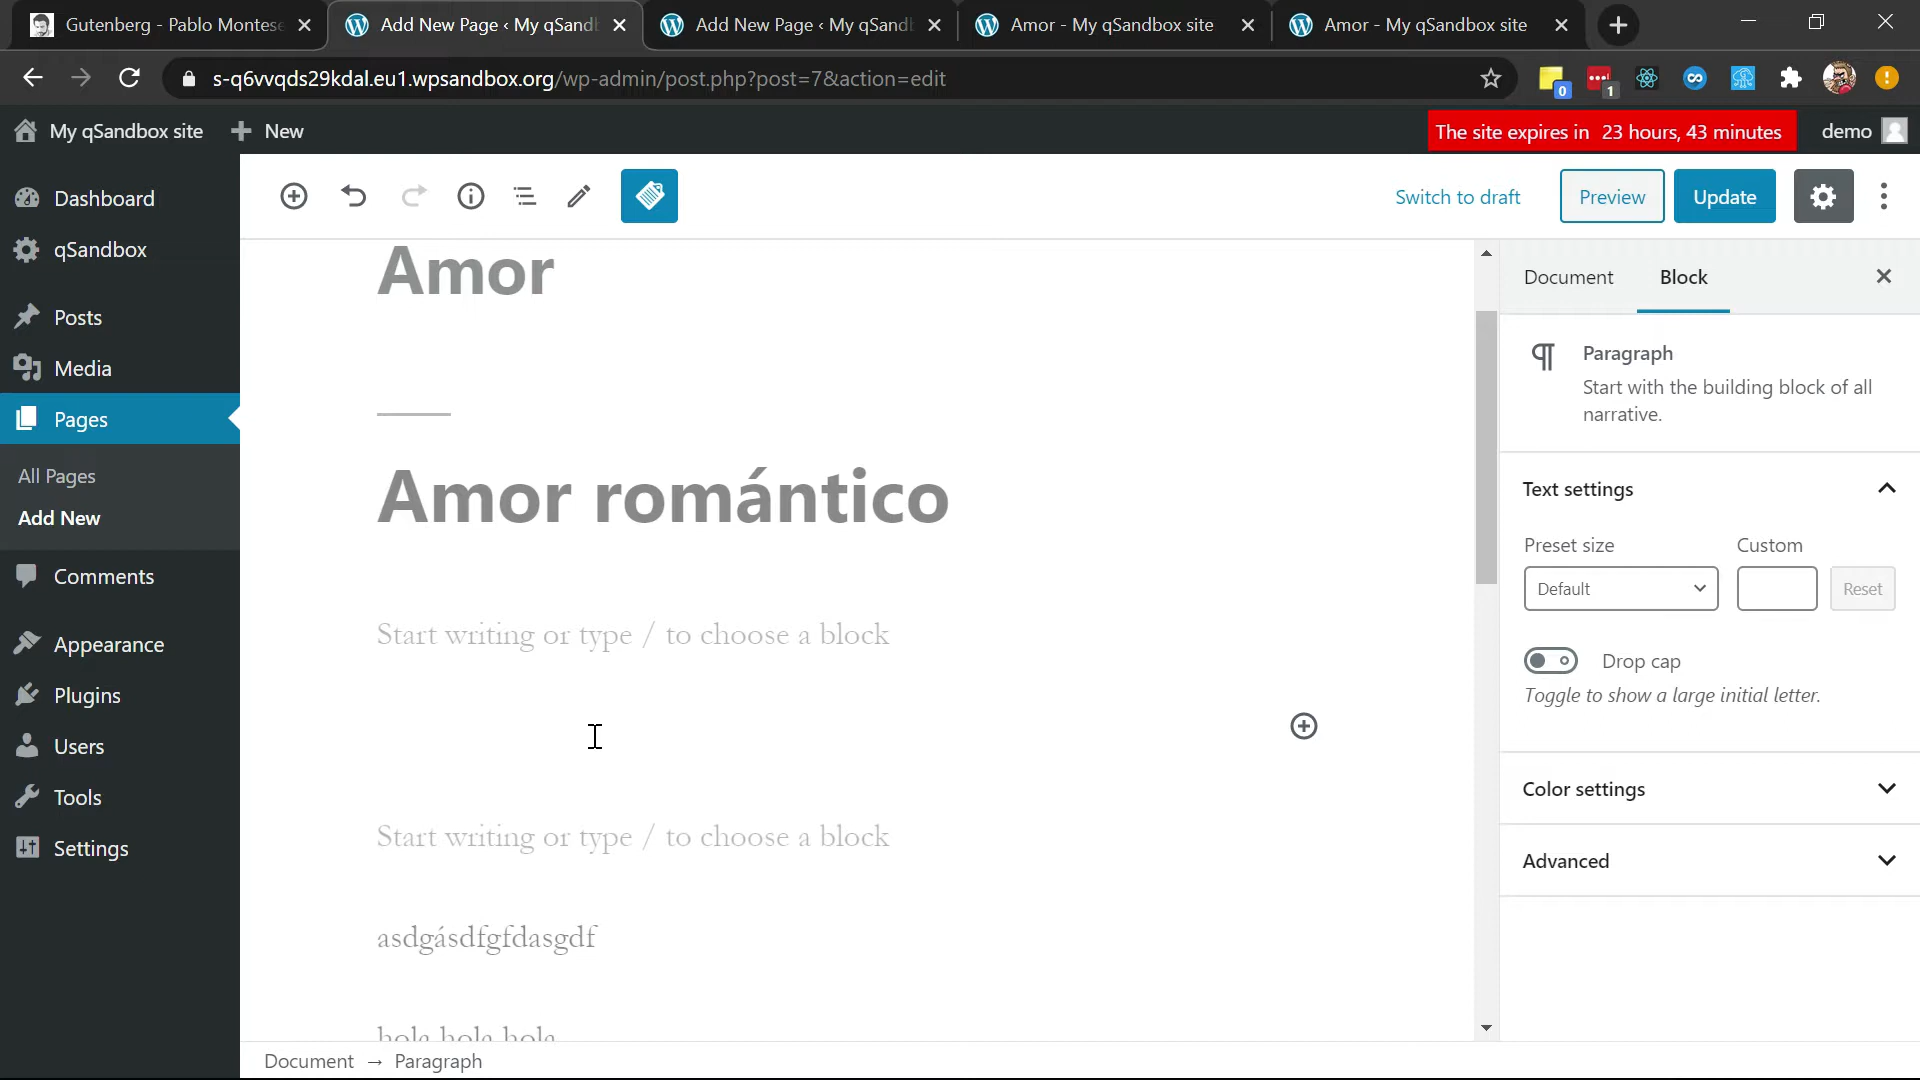 Gutenberg - Pablo Montese
Add New Page ‹ My qSandb
Add New Page ‹ My qSandb
Amor - My qSandbox site
Amor - My qSandbox site
s-q6vvqds29kdal.eu1.wpsandbox.org/wp-admin/post.php?post=7&action=edit
0
1
My qSandbox site
New
The site expires in 23 hours, 43 minutes
demo
Dashboard
qSandbox
Posts
Media
Pages
All Pages
Add New
Comments
Appearance
Plugins
Users
Tools
Settings
Switch to draft
Preview
Update
Amor
Amor romántico
Start writing or type / to choose a block
Start writing or type / to choose a block
asdgásdfgfdasgdf
hola hola hola
Document → Paragraph
Document
Block
Paragraph
Start with the building block of all
narrative.
Text settings
Preset size
Custom
Default
Reset
Drop cap
Toggle to show a large initial letter.
Color settings
Advanced